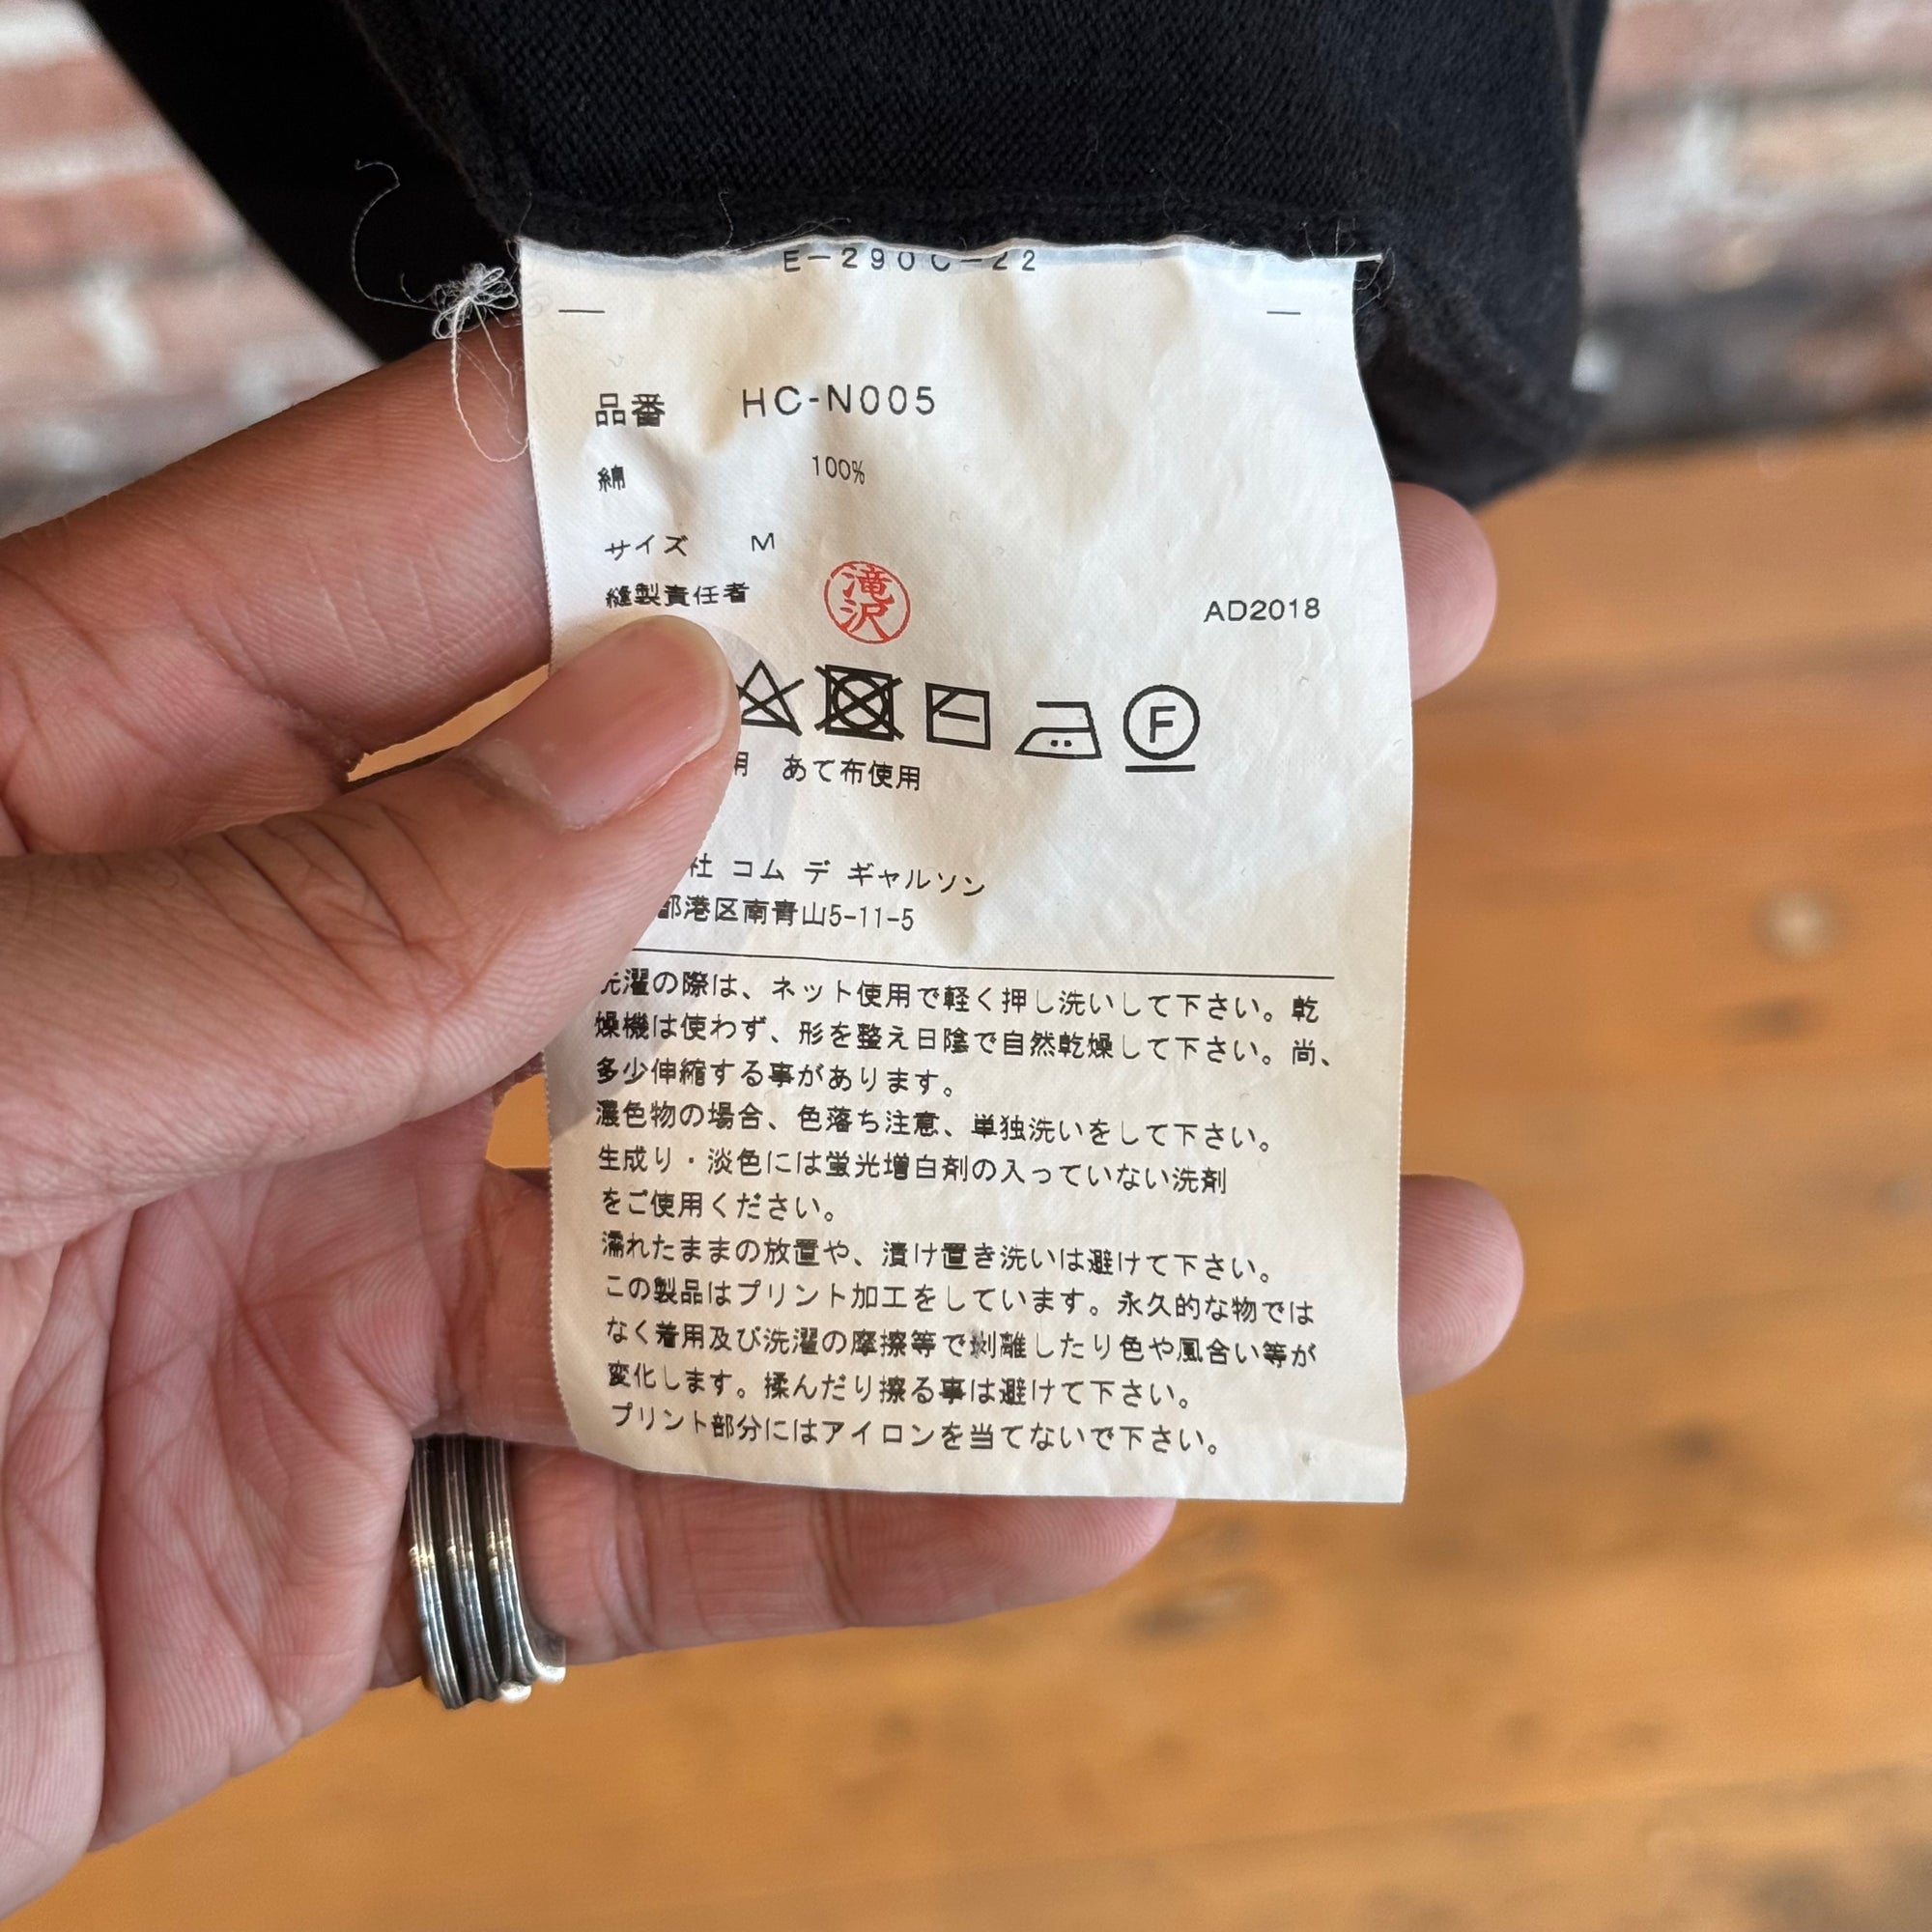 E-290C-22
品番 HC-N005
綿 100%
サイズ M
縫製責任者 滝沢 AD2018
F
用 あて布使用
社 コム デ ギャルソン
都港区南青山5-11-5
洗濯の際は、ネット使用で軽く押し洗いして下さい。乾
燥機は使わず、形を整え日陰で自然乾燥して下さい。尚、
多少伸縮する事があります。
濃色物の場合、色落ち注意、単独洗いをして下さい。
生成り・淡色には蛍光増白剤の入っていない洗剤
をご使用ください。
濡れたままの放置や、漬け置き洗いは避けて下さい。
この製品はプリント加工をしています。永久的な物では
なく着用及び洗濯の摩擦等で剥離したり色や風合い等が
変化します。揉んだり擦る事は避けて下さい。
プリント部分にはアイロンを当てないで下さい。